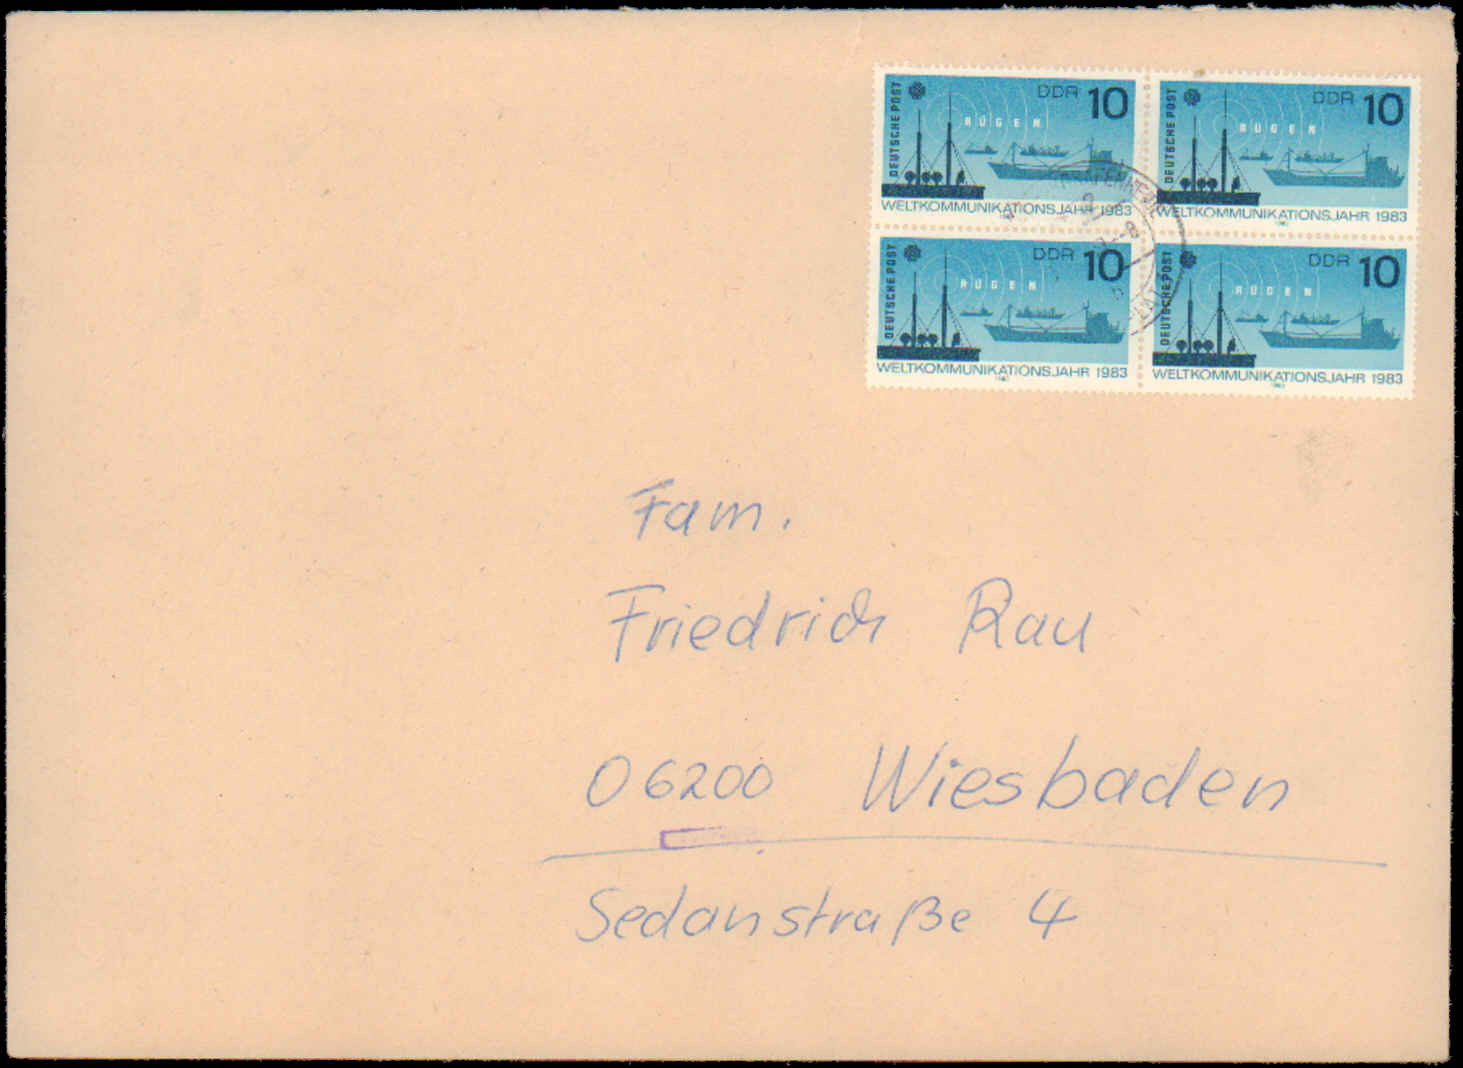 DEUTSCHE POST
DDR 10
RÜGEN
WELTKOMMUNIKATIONSJAHR 1983
DEUTSCHE POST
DDR 10
RÜGEN
WELTKOMMUNIKATIONSJAHR 1983
DEUTSCHE POST
DDR 10
RÜGEN
WELTKOMMUNIKATIONSJAHR 1983
DEUTSCHE POST
DDR 10
RÜGEN
WELTKOMMUNIKATIONSJAHR 1983
Fam.
Friedrich Rau
06200 Wiesbaden
Sedanstraße 4